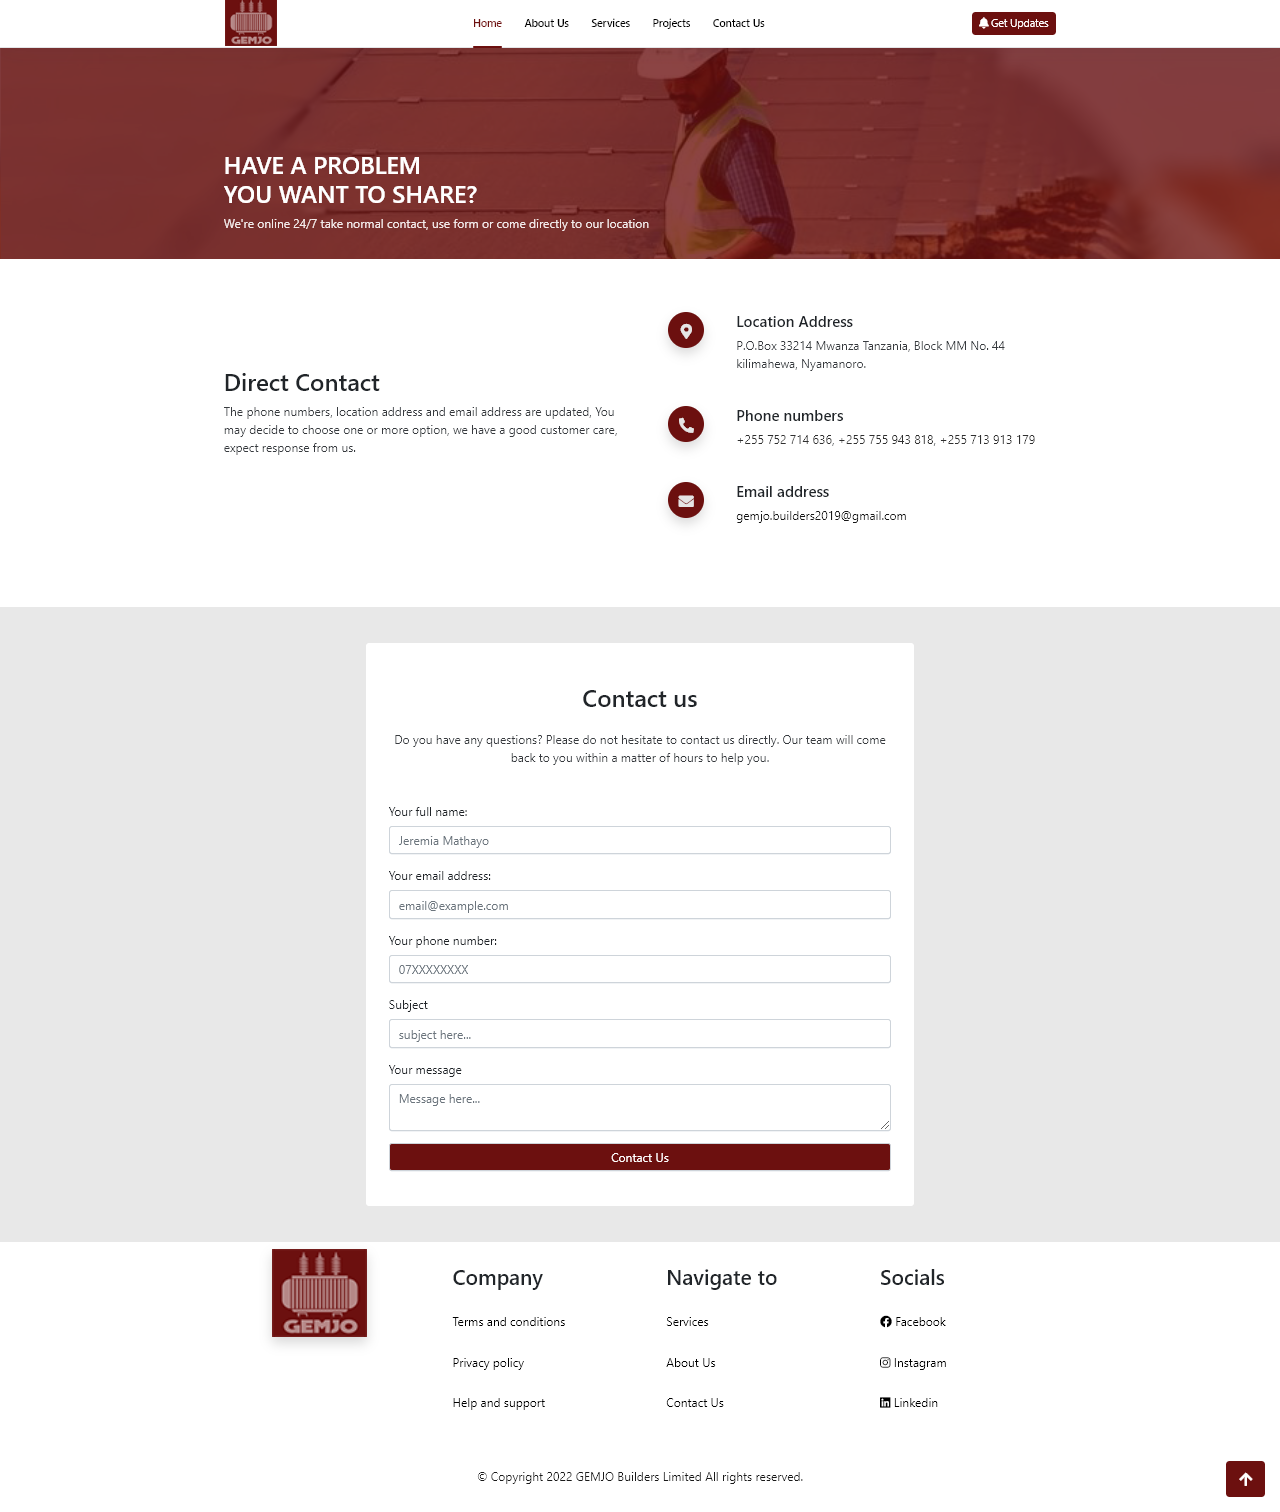 GEMJO
Home
About Us
Services
Projects
Contact Us
Get Updates
HAVE A PROBLEM
YOU WANT TO SHARE?
We're online 24/7 take normal contact, use form or come directly to our location
Direct Contact
The phone numbers, location address and email address are updated, You
may decide to choose one or more option, we have a good customer care,
expect response from us.
Location Address
P.O.Box 33214 Mwanza Tanzania, Block MM No. 44
kilimahewa, Nyamanoro.
Phone numbers
+255 752 714 636, +255 755 943 818, +255 713 913 179
Email address
gemjo.builders2019@gmail.com
Contact us
Do you have any questions? Please do not hesitate to contact us directly. Our team will come
back to you within a matter of hours to help you.
Your full name:
Jeremia Mathayo
Your email address:
email@example.com
Your phone number:
07XXXXXXXX
Subject
subject here...
Your message
Message here...
Contact Us
GEMJO
Company
Terms and conditions
Privacy policy
Help and support
Navigate to
Services
About Us
Contact Us
Socials
Facebook
Instagram
Linkedin
© Copyright 2022 GEMJO Builders Limited All rights reserved.